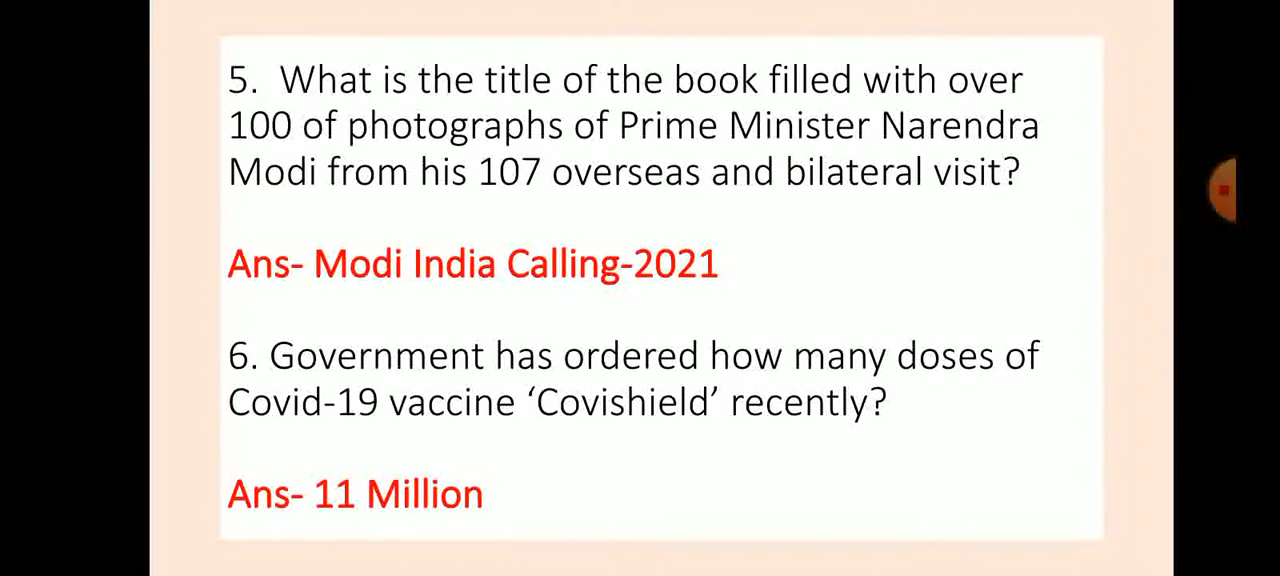 5.  What is the title of the book filled with over
100 of photographs of Prime Minister Narendra
Modi from his 107 overseas and bilateral visit?
Ans- Modi India Calling-2021
6. Government has ordered how many doses of
Covid-19 vaccine ‘Covishield’ recently?
Ans- 11 Million